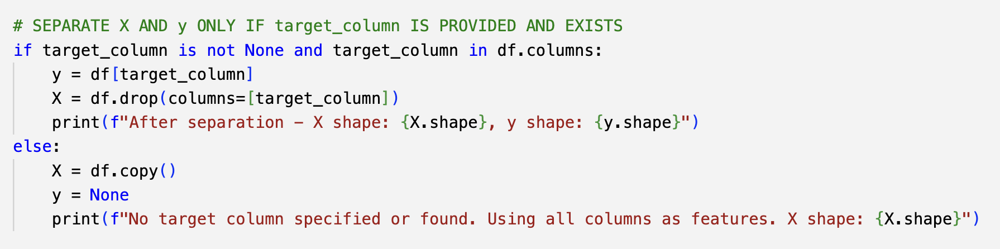 # SEPARATE X AND y ONLY IF target_column IS PROVIDED AND EXISTS
if target_column is not None and target_column in df.columns:
    y = df[target_column]
    X = df.drop(columns=[target_column])
    print(f"After separation – X shape: {X.shape}, y shape: {y.shape}")
else:
    X = df.copy()
    y = None
    print(f"No target column specified or found. Using all columns as features. X shape: {X.shape}")